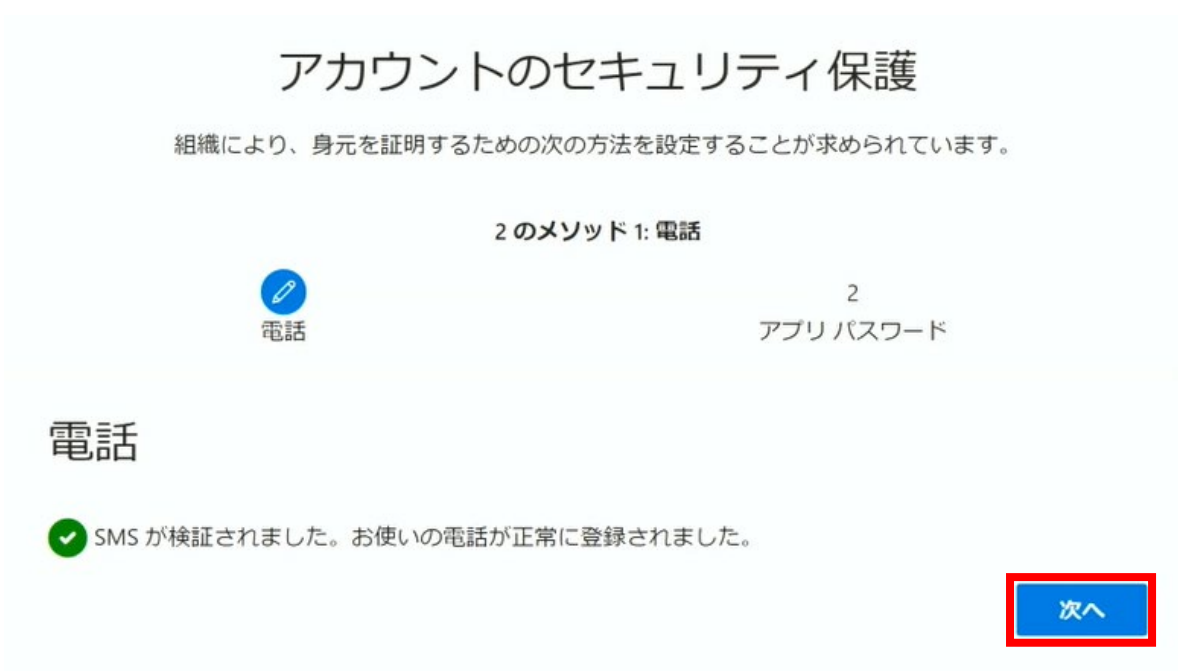 アカウントのセキュリティ保護
組織により、身元を証明するための次の方法を設定することが求められています。
2 のメソッド 1: 電話
電話
2
アプリ パスワード
電話
SMS が検証されました。お使いの電話が正常に登録されました。
次へ